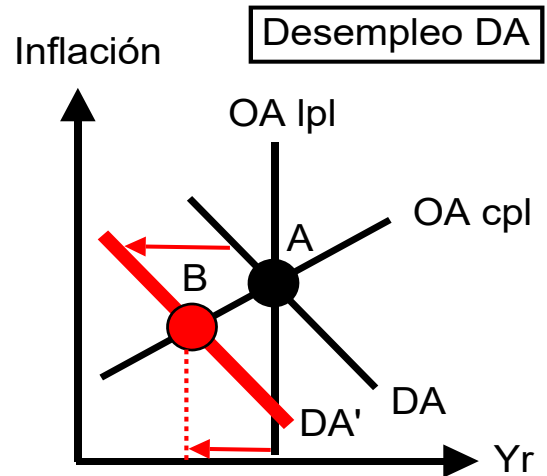 Desempleo DA
Inflación
OA lpl
OA cpl
A
B
DA
DA'
Yr